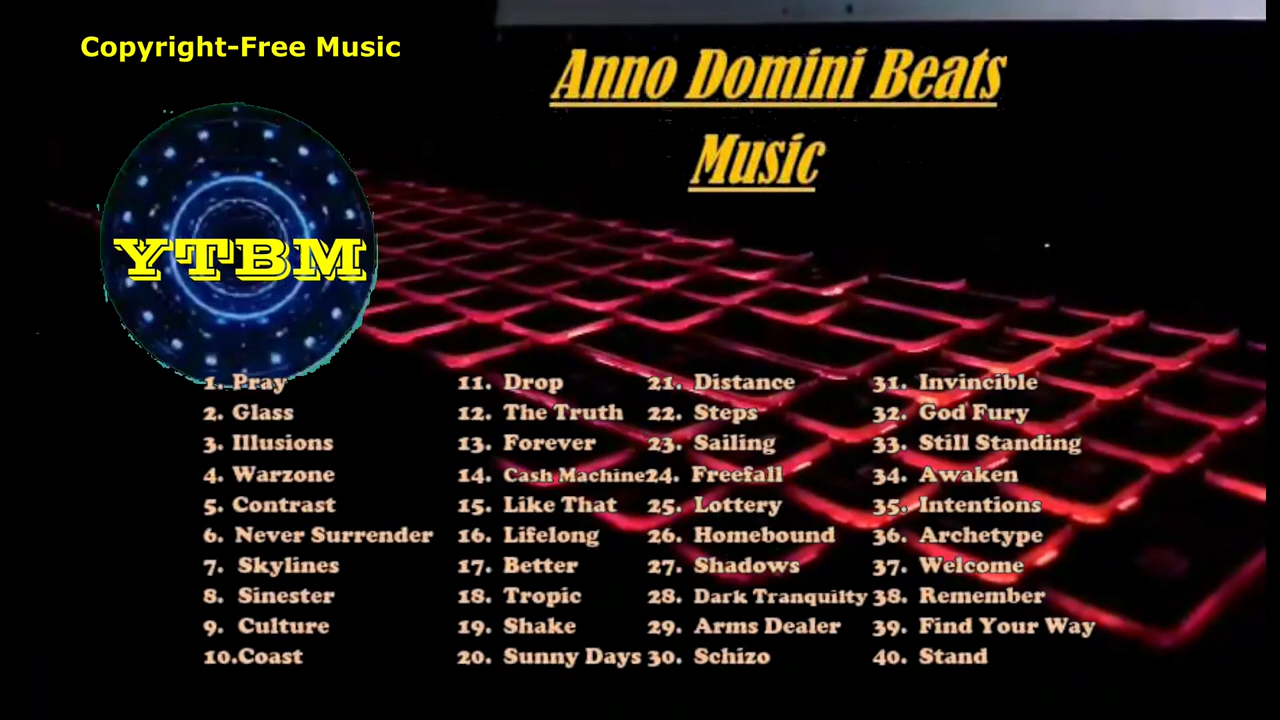 Copyright-Free Music
Anno Domini Beats
Music
YTBM
1. Pray
2. Glass
3. Illusions
4. Warzone
5. Contrast
6. Never Surrender
7. Skylines
8. Sinester
9. Culture
10.Coast
11. Drop
12. The Truth
13. Forever
14. Cash Machine
15. Like That
16. Lifelong
17. Better
18. Tropic
19. Shake
20. Sunny Days
21. Distance
22. Steps
23. Sailing
24. Freefall
25. Lottery
26. Homebound
27. Shadows
28. Dark Tranquilty
29. Arms Dealer
30. Schizo
31. Invincible
32. God Fury
33. Still Standing
34. Awaken
35. Intentions
36. Archetype
37. Welcome
38. Remember
39. Find Your Way
40. Stand